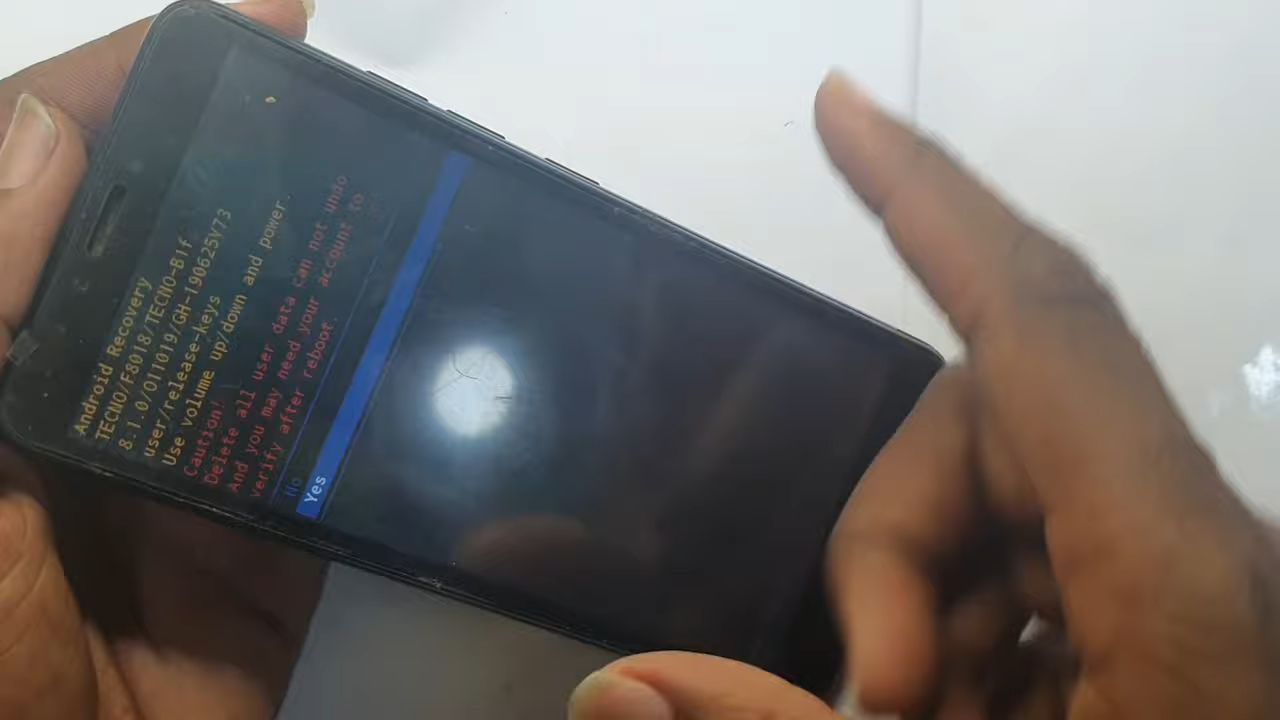 Android Recovery
TECNO/F8018/TECNO-B1f
8.1.0/O11019/GH-190625V73
user/release-keys
Use volume up/down and power.
Caution!
Delete all user data can not undo
And you may need your account to
verify after reboot.
No
Yes